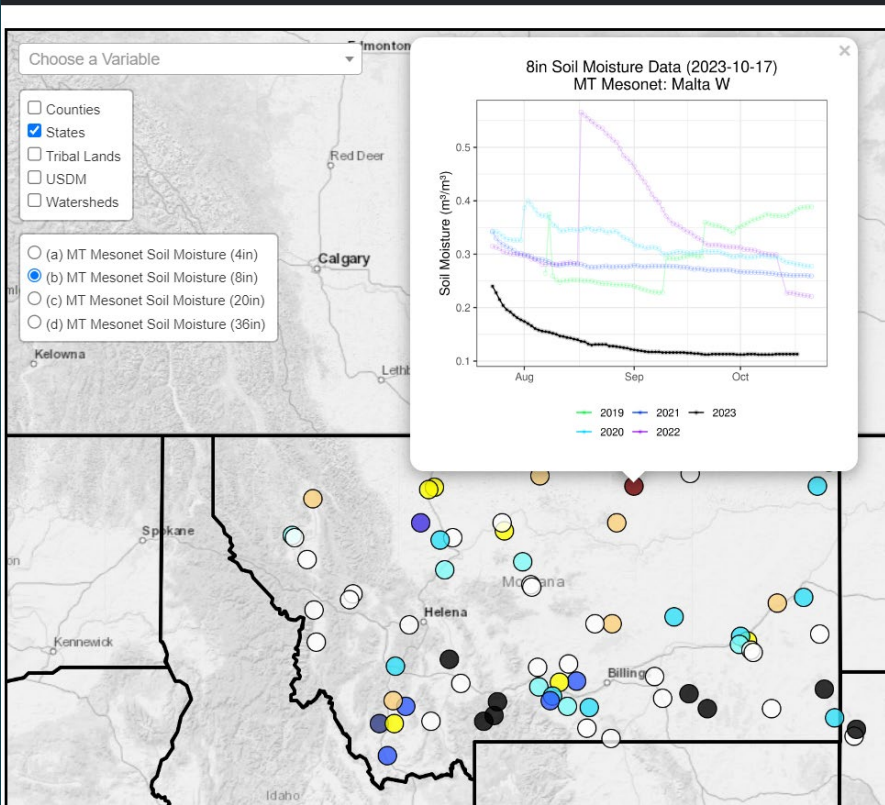 Choose a Variable
Counties
States
Tribal Lands
USDM
Watersheds
(a) MT Mesonet Soil Moisture (4in)
(b) MT Mesonet Soil Moisture (8in)
(c) MT Mesonet Soil Moisture (20in)
(d) MT Mesonet Soil Moisture (36in)
×
8in Soil Moisture Data (2023-10-17)
MT Mesonet: Malta W
Soil Moisture (m³/m³)
0.5
0.4
0.3
0.2
0.1
Aug Sep Oct
2019 2021 2023
2020 2022
Red Deer
Calgary
Kelowna
Spokane
Montana
Helena
Kennewick
Idaho